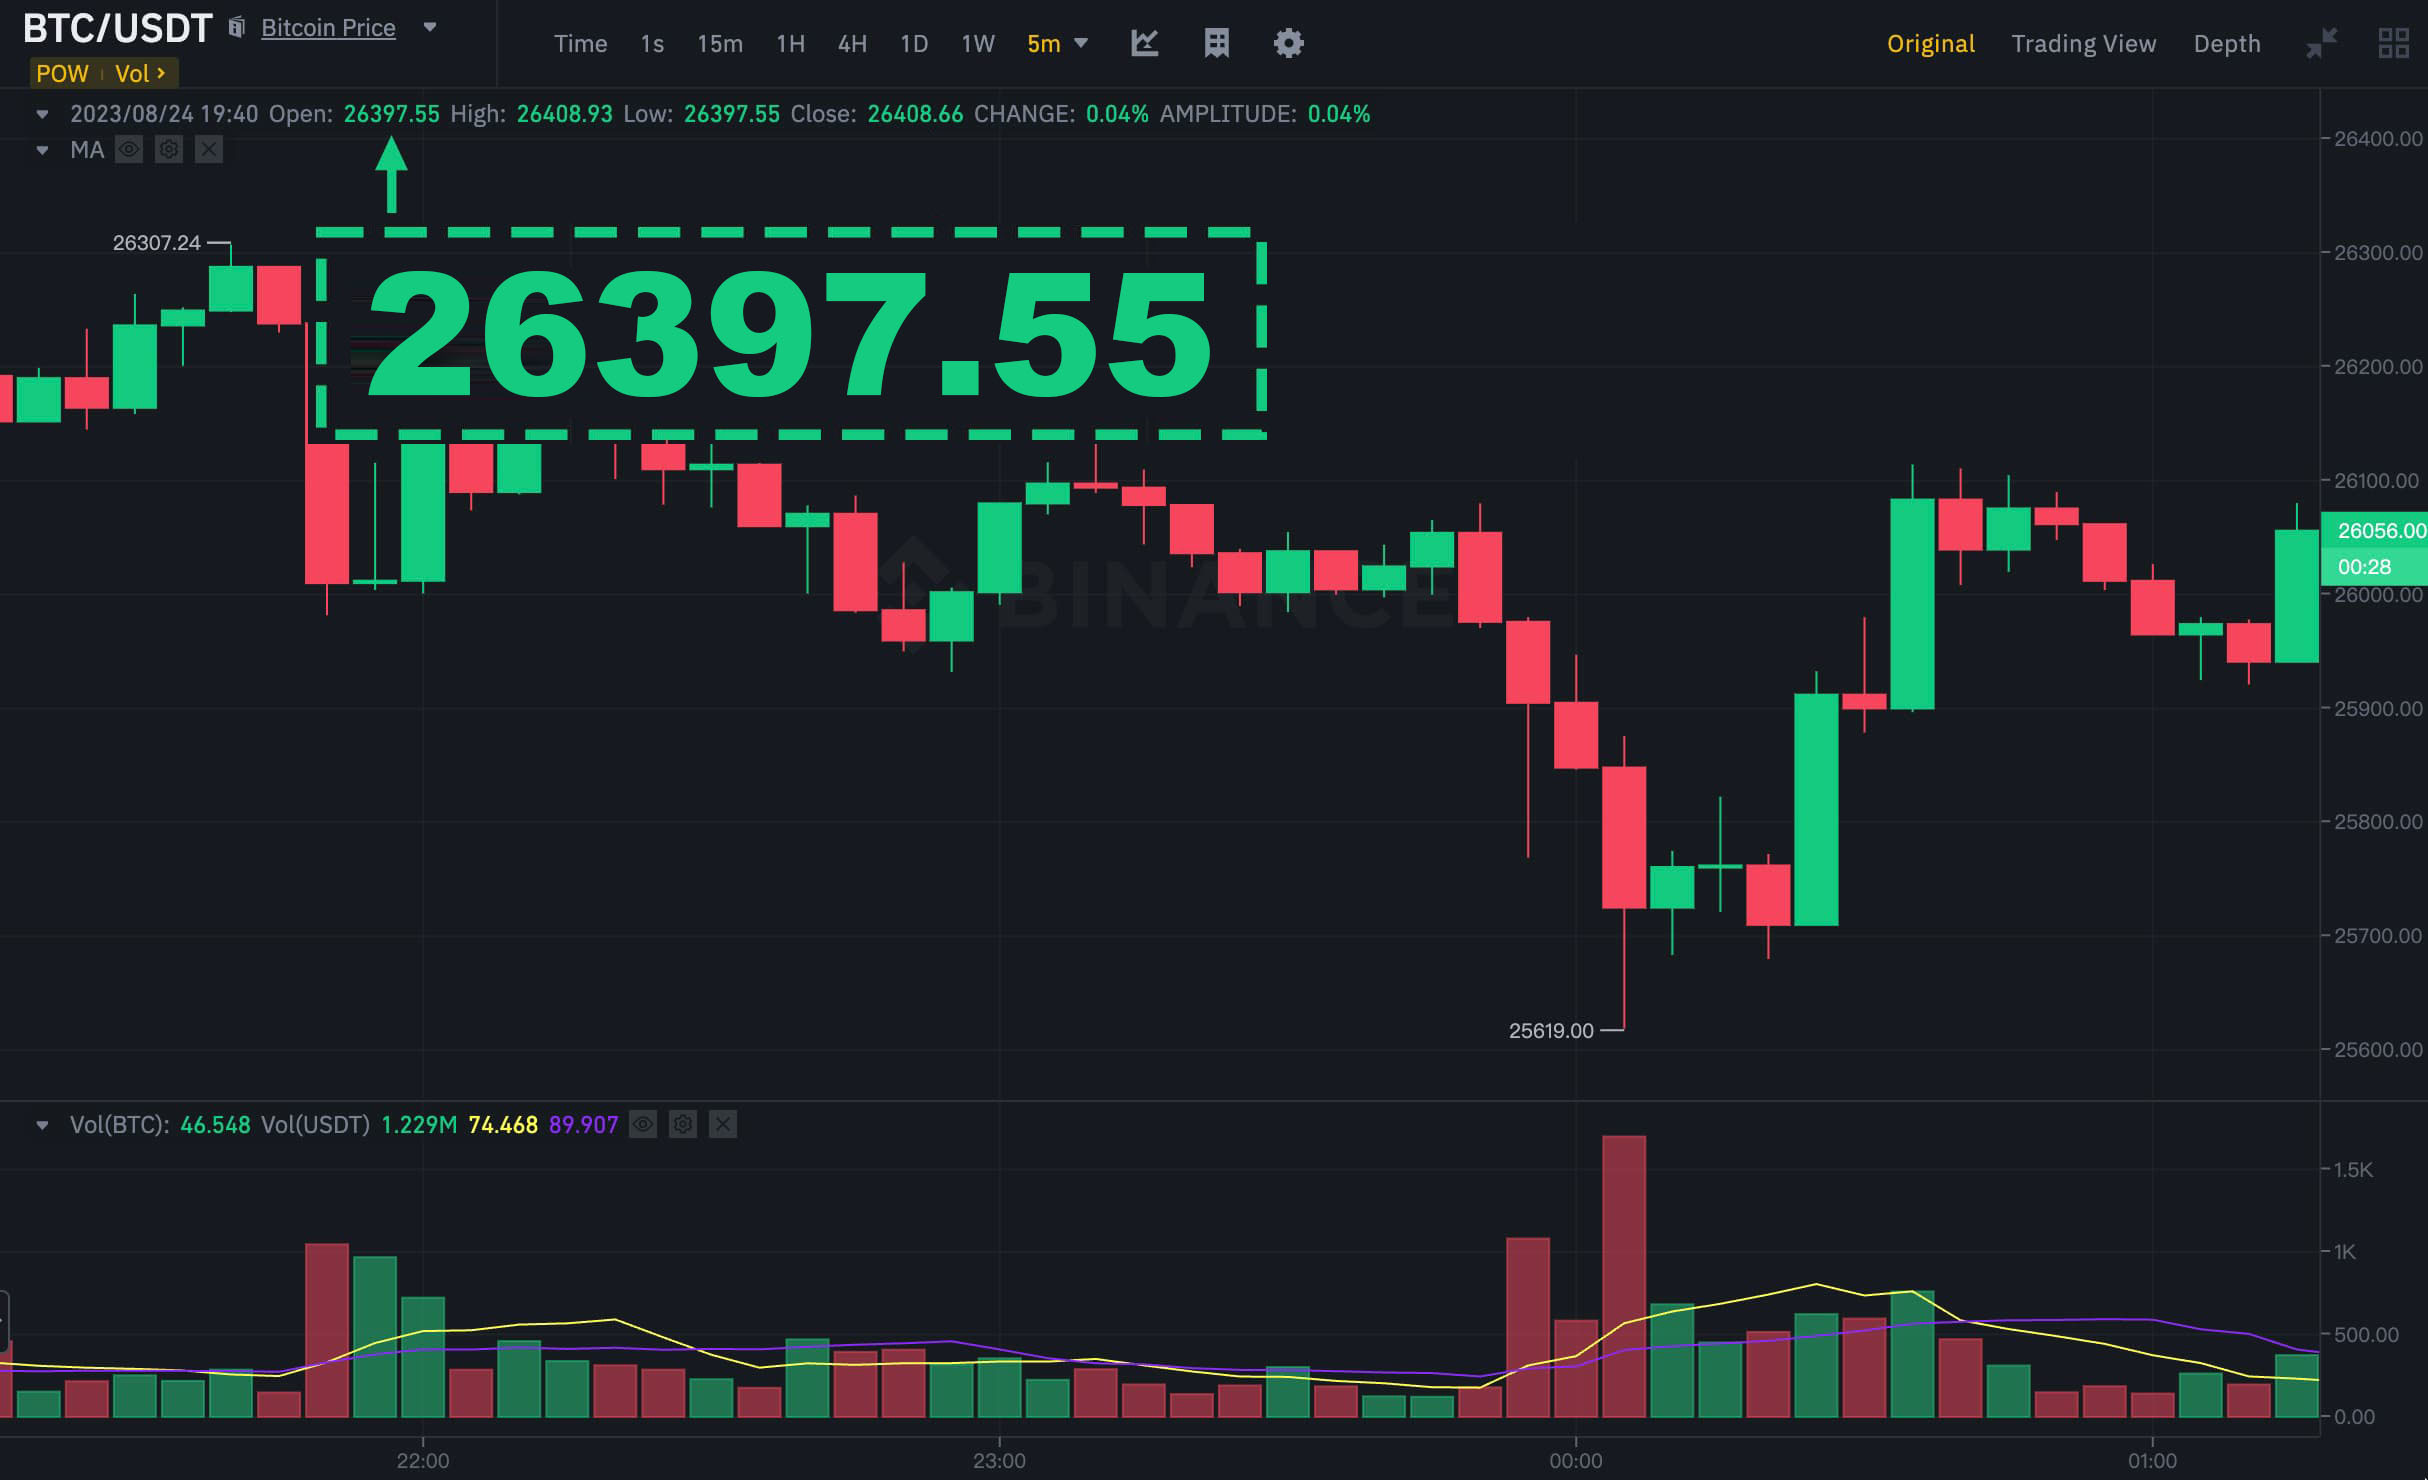 BTC/USDT Bitcoin Price
POW Vol
Time 1s 15m 1H 4H 1D 1W 5m
Original Trading View Depth
2023/08/24 19:40 Open: 26397.55 High: 26408.93 Low: 26397.55 Close: 26408.66 CHANGE: 0.04% AMPLITUDE: 0.04%
MA
26400.00
26307.24
26300.00
26397.55
26200.00
26100.00
26056.00
00:28
BINANCE
26000.00
25900.00
25800.00
25700.00
25619.00
25600.00
Vol(BTC): 46.548 Vol(USDT) 1.229M 74.468 89.907
1.5K
1K
500.00
0.00
22:00 23:00 00:00 01:00